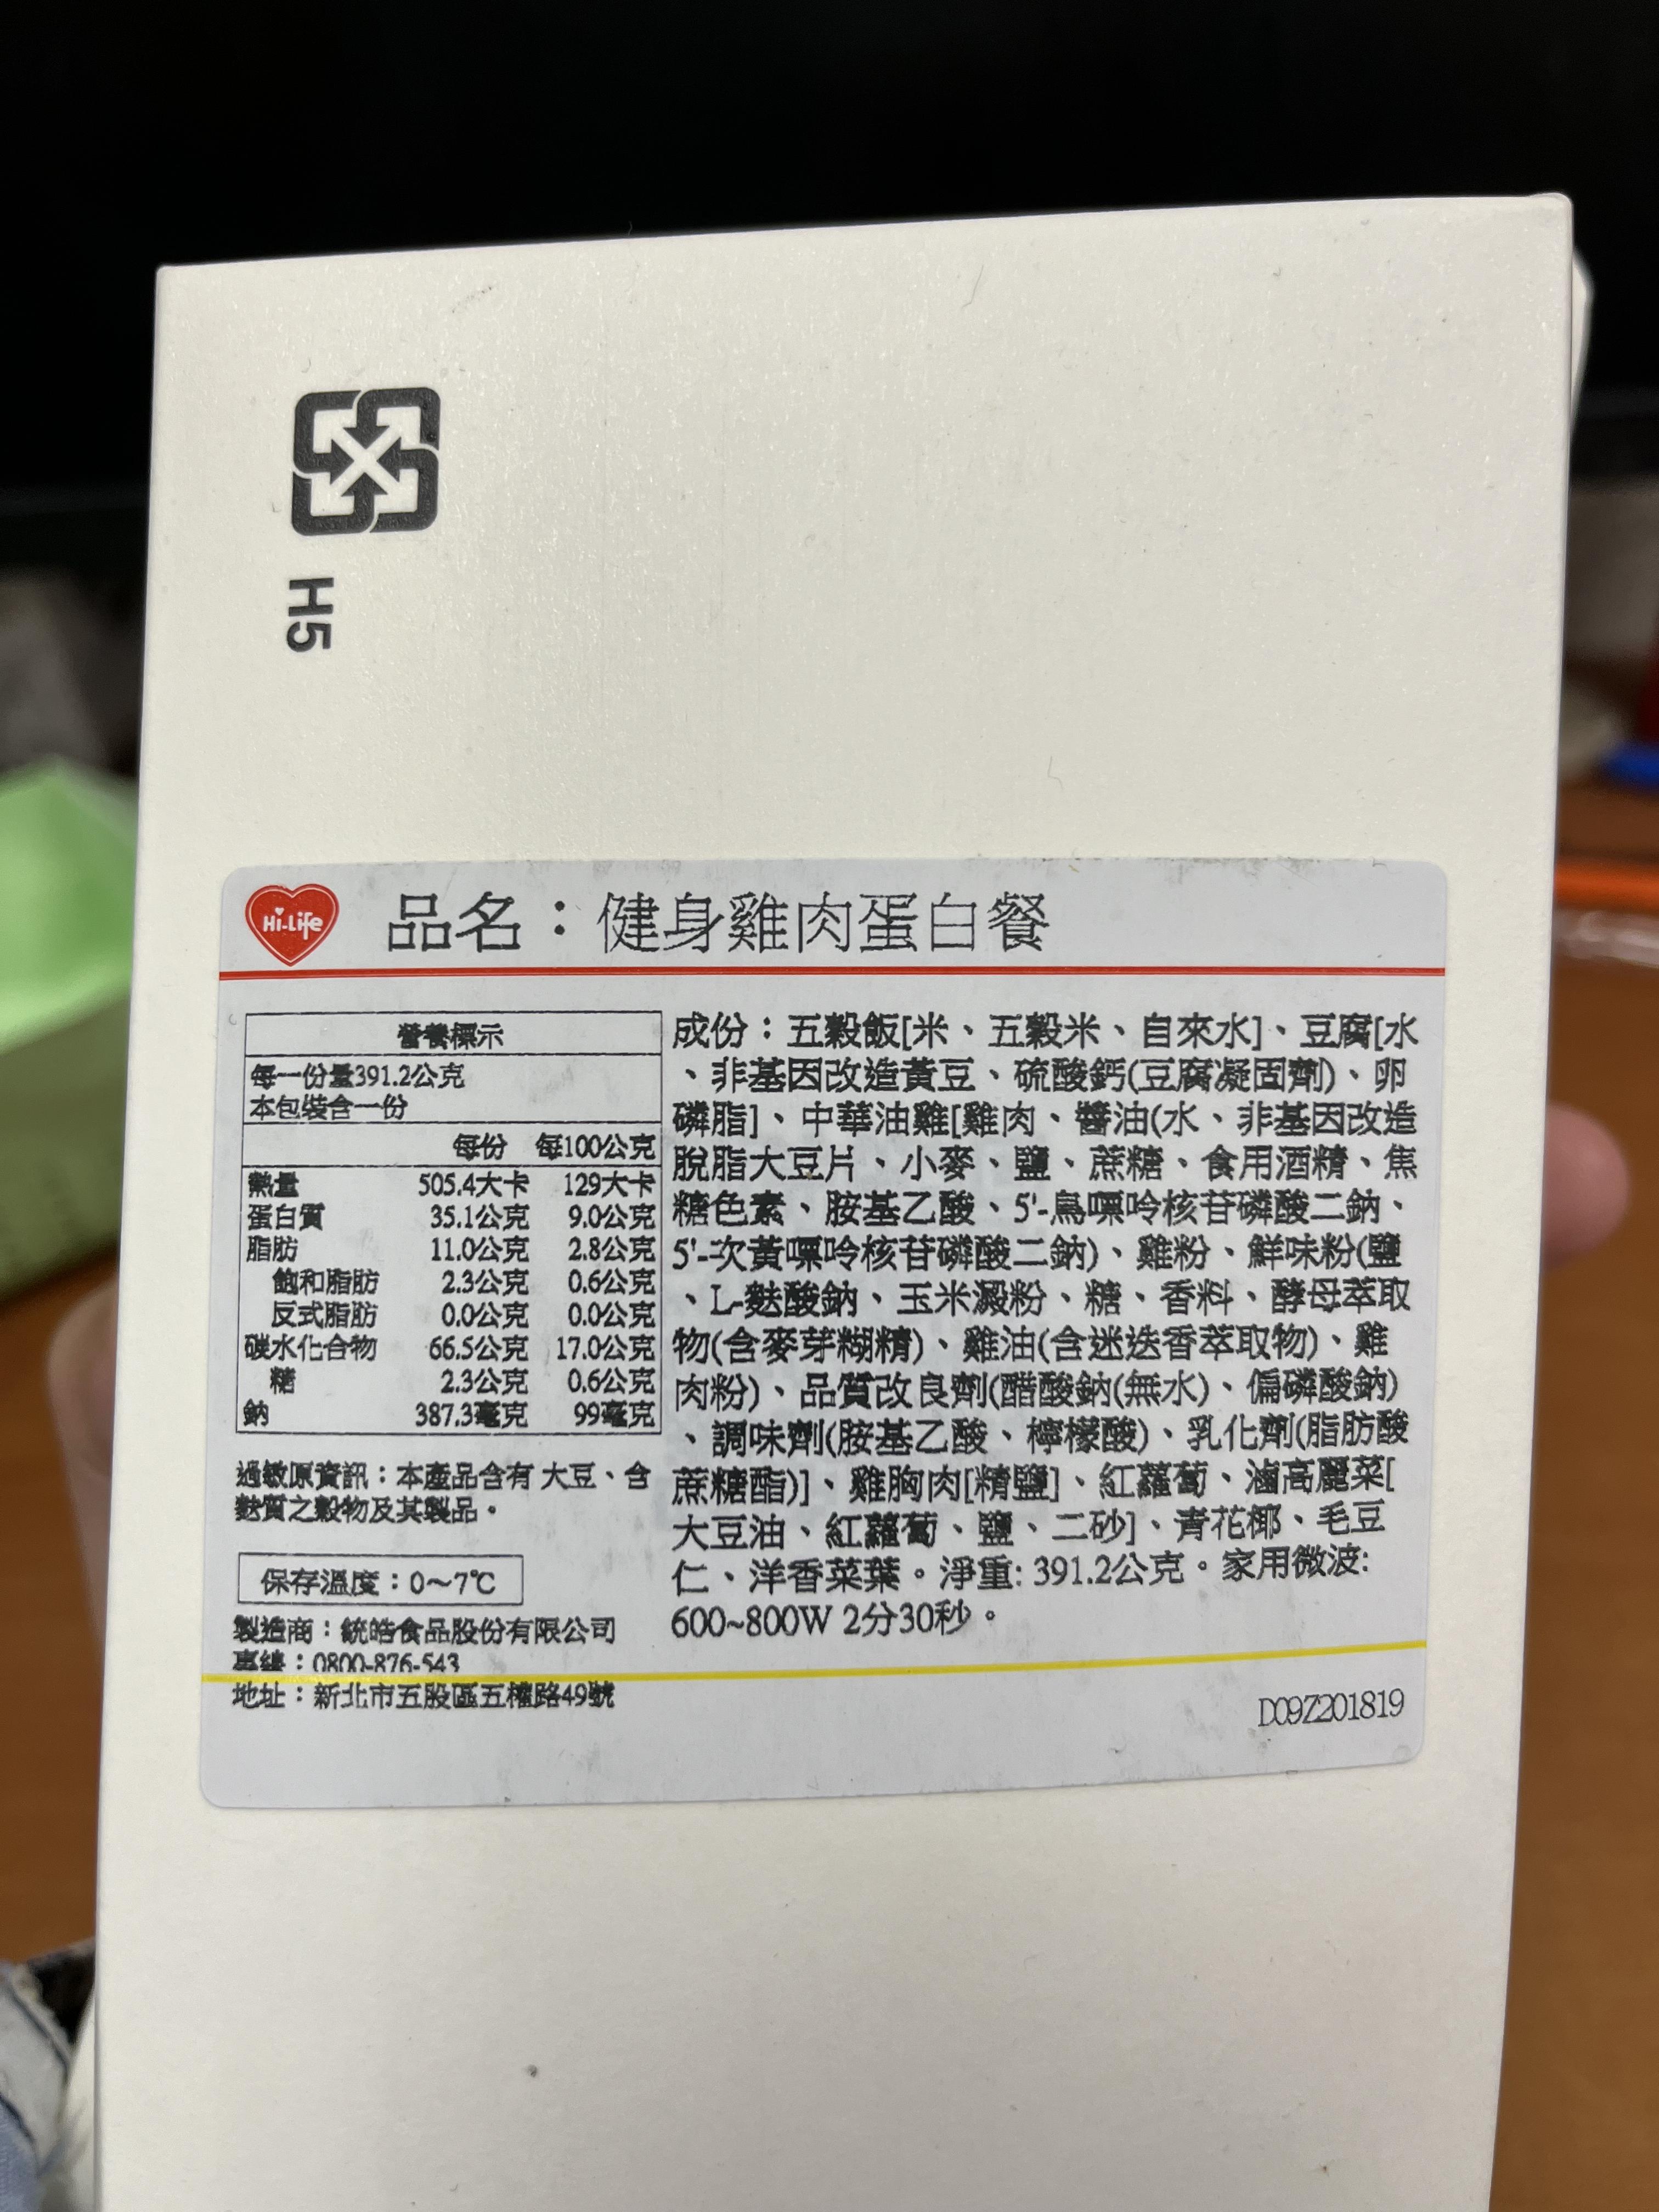 H5
Hi-Life
品名：健身雞肉蛋白餐
營養標示
每一份量391.2公克
本包裝含一份
每份 每100公克
熱量 505.4大卡 129大卡
蛋白質 35.1公克 9.0公克
脂肪 11.0公克 2.8公克
飽和脂肪 2.3公克 0.6公克
反式脂肪 0.0公克 0.0公克
碳水化合物 66.5公克 17.0公克
糖 2.3公克 0.6公克
鈉 387.3毫克 99毫克
過敏原資訊：本產品含有 大豆、含
麩質之穀物及其製品。
保存溫度：0～7℃
製造商：統皓食品股份有限公司
專線：0800-876-543
地址：新北市五股區五權路49號
成份：五穀飯[米、五穀米、自來水]、豆腐[水
、非基因改造黃豆、硫酸鈣(豆腐凝固劑)、卵
磷脂]、中華油雞[雞肉、醬油(水、非基因改造
脫脂大豆片、小麥、鹽、蔗糖、食用酒精、焦
糖色素、胺基乙酸、5'-鳥嘌呤核苷磷酸二鈉、
5'-次黃嘌呤核苷磷酸二鈉)、雞粉、鮮味粉(鹽
、L-麩酸鈉、玉米澱粉、糖、香料、酵母萃取
物(含麥芽糊精)、雞油(含迷迭香萃取物)、雞
肉粉)、品質改良劑(醋酸鈉(無水)、偏磷酸鈉)
、調味劑(胺基乙酸、檸檬酸)、乳化劑(脂肪酸
蔗糖酯)]、雞胸肉[精鹽]、紅蘿蔔、滷高麗菜[
大豆油、紅蘿蔔、鹽、二砂]、青花椰、毛豆
仁、洋香菜葉。淨重: 391.2公克。家用微波:
600~800W 2分30秒。
D09Z201819